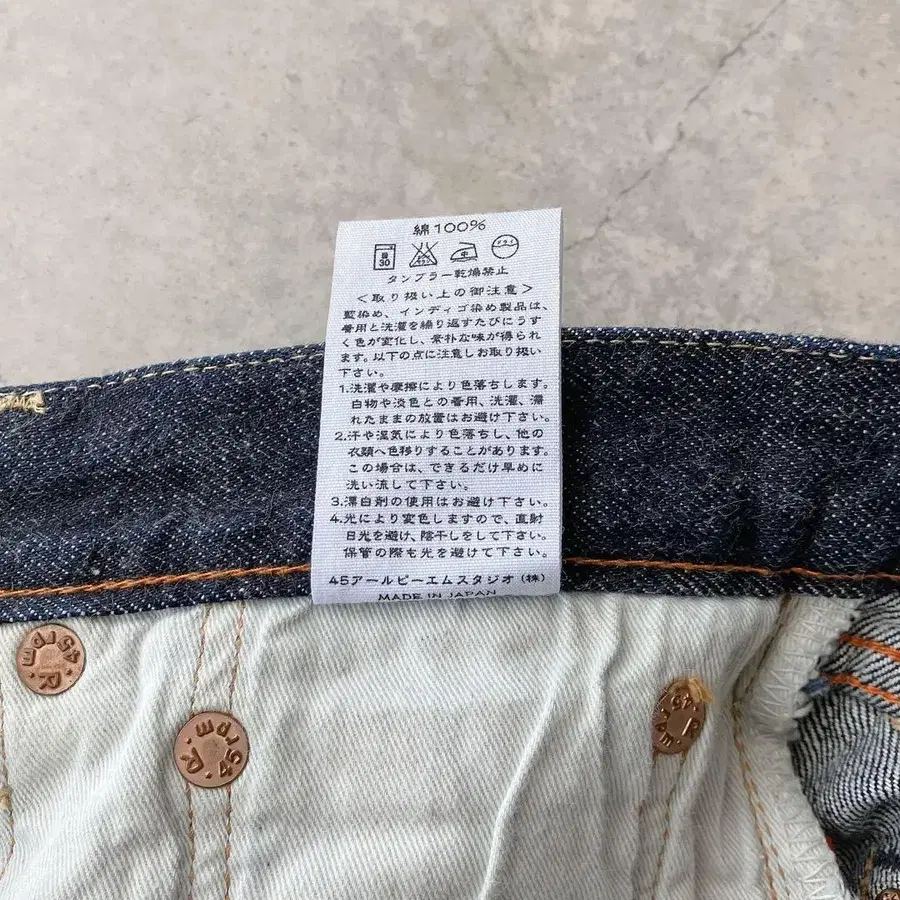 綿100%
30
中
ドライ
タンブラー乾燥禁止
＜取り扱い上の御注意＞
藍染め、インディゴ染め製品は、
着用と洗濯を繰り返すたびにうす
く色が変化し、素朴な味が得られ
ます。以下の点に注意しお取り扱い
下さい。
1.洗濯や摩擦により色落ちします。
白物や淡色との着用、洗濯、濡
れたままの放置はお避け下さい。
2.汗や湿気により色落ちし、他の
衣類へ色移りすることがあります。
この場合は、できるだけ早めに
洗い流して下さい。
3.漂白剤の使用はお避け下さい。
4.光により変色しますので、直射
日光を避け、陰干しをして下さい。
保管の際も光を避けて下さい。
45アールピーエムスタジオ（株）
MADE IN JAPAN
R・45rpm・
R・45rpm・
R・45rpm